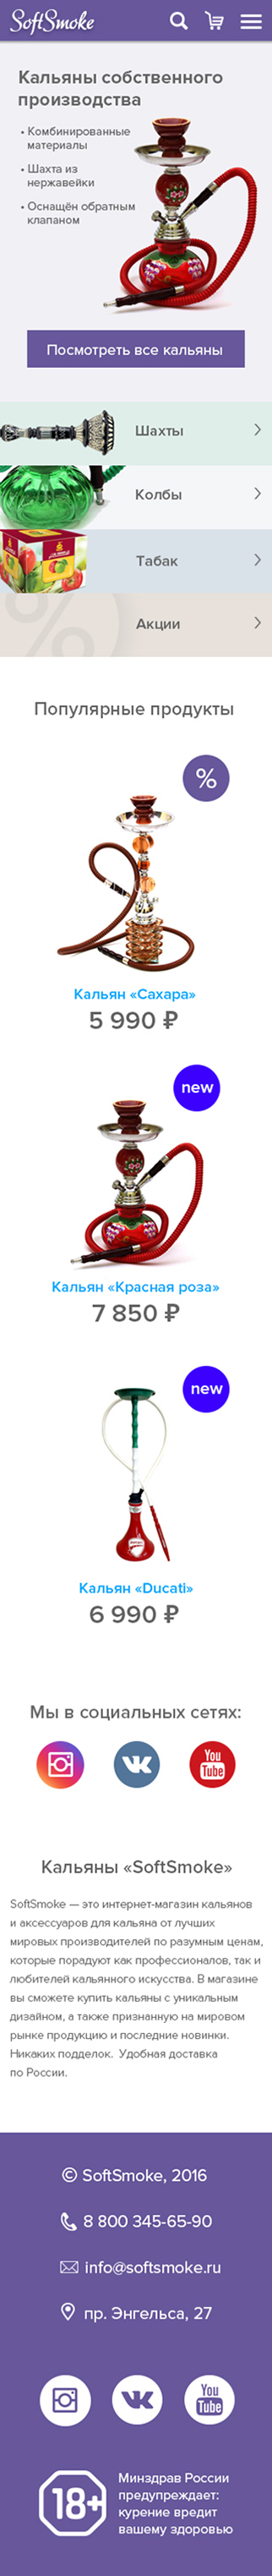 SoftSmoke
Кальяны собственного
производства
• Комбинированные
материалы
• Шахта из
нержавейки
• Оснащён обратным
клапаном
Посмотреть все кальяны
Шахты
Колбы
Табак
Акции
Популярные продукты
%
Кальян «Сахара»
5 990 ₽
new
Кальян «Красная роза»
7 850 ₽
new
Кальян «Ducati»
6 990 ₽
Мы в социальных сетях:
You
Tube
Кальяны «SoftSmoke»
SoftSmoke — это интернет-магазин кальянов
и аксессуаров для кальяна от лучших
мировых производителей по разумным ценам,
которые порадуют как профессионалов, так и
любителей кальянного искусства. В магазине
вы сможете купить кальяны с уникальным
дизайном, а также признанную на мировом
рынке продукцию и последние новинки.
Никаких подделок. Удобная доставка
по России.
© SoftSmoke, 2016
8 800 345-65-90
info@softsmoke.ru
пр. Энгельса, 27
You
Tube
18+
Минздрав России
предупреждает:
курение вредит
вашему здоровью